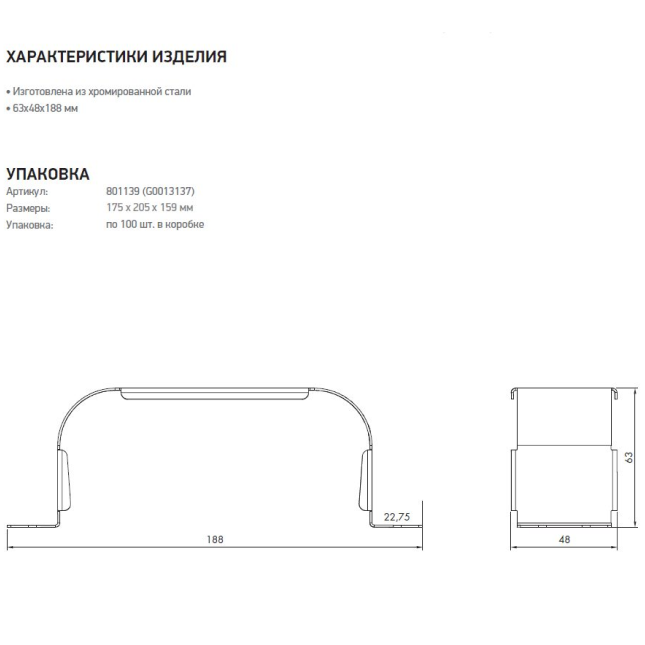 ХАРАКТЕРИСТИКИ ИЗДЕЛИЯ
• Изготовлена из хромированной стали
• 63x48x188 мм
УПАКОВКА
Артикул: 801139 (G0013137)
Размеры: 175 x 205 x 159 мм
Упаковка: по 100 шт. в коробке
22,75
188
63
48